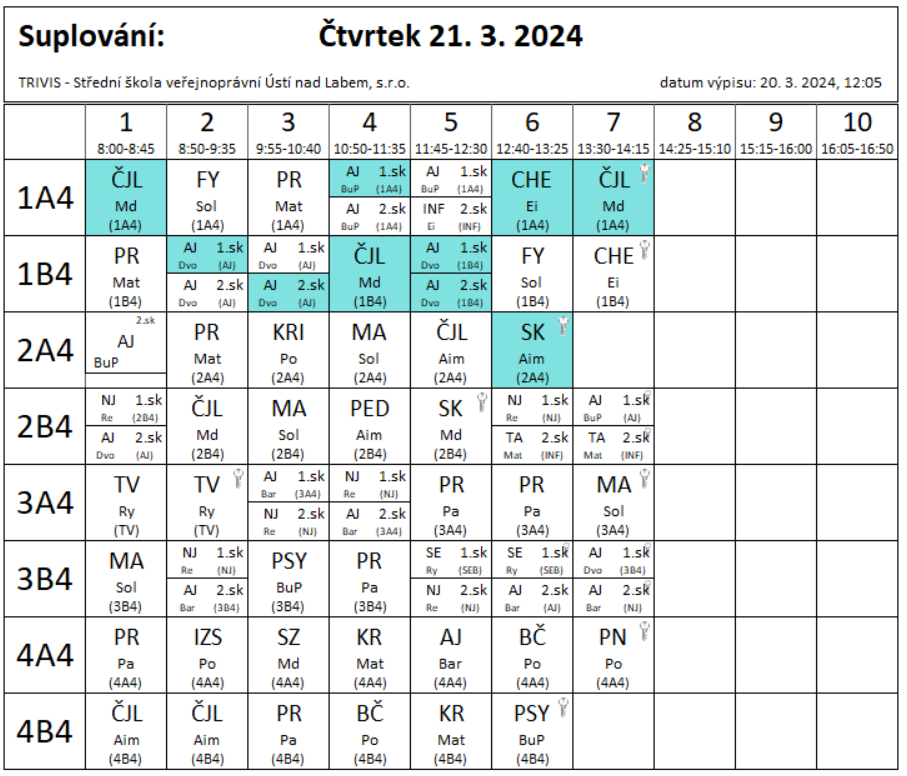 Suplování: Čtvrtek 21. 3. 2024
TRIVIS - Střední škola veřejnoprávní Ústí nad Labem, s.r.o. datum výpisu: 20. 3. 2024, 12:05
1 2 3 4 5 6 7 8 9 10
8:00-8:45 8:50-9:35 9:55-10:40 10:50-11:35 11:45-12:30 12:40-13:25 13:30-14:15 14:25-15:10 15:15-16:00 16:05-16:50
1A4
ČJL Md (1A4)
FY Sol (1A4)
PR Mat (1A4)
AJ 1.sk BuP (1A4)
AJ 2.sk BuP (1A4)
AJ 1.sk BuP (1A4)
INF 2.sk Ei (INF)
CHE Ei (1A4)
ČJL Md (1A4)
1B4
PR Mat (1B4)
AJ 1.sk Dvo (AJ)
AJ 2.sk Dvo (AJ)
AJ 1.sk Dvo (AJ)
AJ 2.sk Dvo (AJ)
ČJL Md (1B4)
AJ 1.sk Dvo (1B4)
AJ 2.sk Dvo (1B4)
FY Sol (1B4)
CHE Ei (1B4)
2A4
2.sk AJ BuP
PR Mat (2A4)
KRI Po (2A4)
MA Sol (2A4)
ČJL Aim (2A4)
SK Aim (2A4)
2B4
NJ 1.sk Re (2B4)
AJ 2.sk Dvo (AJ)
ČJL Md (2B4)
MA Sol (2B4)
PED Aim (2B4)
SK Md (2B4)
NJ 1.sk Re (NJ)
TA 2.sk Mat (INF)
AJ 1.sk BuP (AJ)
TA 2.sk Mat (INF)
3A4
TV Ry (TV)
TV Ry (TV)
AJ 1.sk Bar (3A4)
NJ 2.sk Re (NJ)
NJ 1.sk Re (NJ)
AJ 2.sk Bar (3A4)
PR Pa (3A4)
PR Pa (3A4)
MA Sol (3A4)
3B4
MA Sol (3B4)
NJ 1.sk Re (NJ)
AJ 2.sk Bar (3B4)
PSY BuP (3B4)
PR Pa (3B4)
SE 1.sk Ry (SEB)
NJ 2.sk Re (NJ)
SE 1.sk Ry (SEB)
AJ 2.sk Bar (AJ)
AJ 1.sk Dvo (3B4)
AJ 2.sk Bar (NJ)
4A4
PR Pa (4A4)
IZS Po (4A4)
SZ Md (4A4)
KR Mat (4A4)
AJ Bar (4A4)
BČ Po (4A4)
PN Po (4A4)
4B4
ČJL Aim (4B4)
ČJL Aim (4B4)
PR Pa (4B4)
BČ Po (4B4)
KR Mat (4B4)
PSY BuP (4B4)